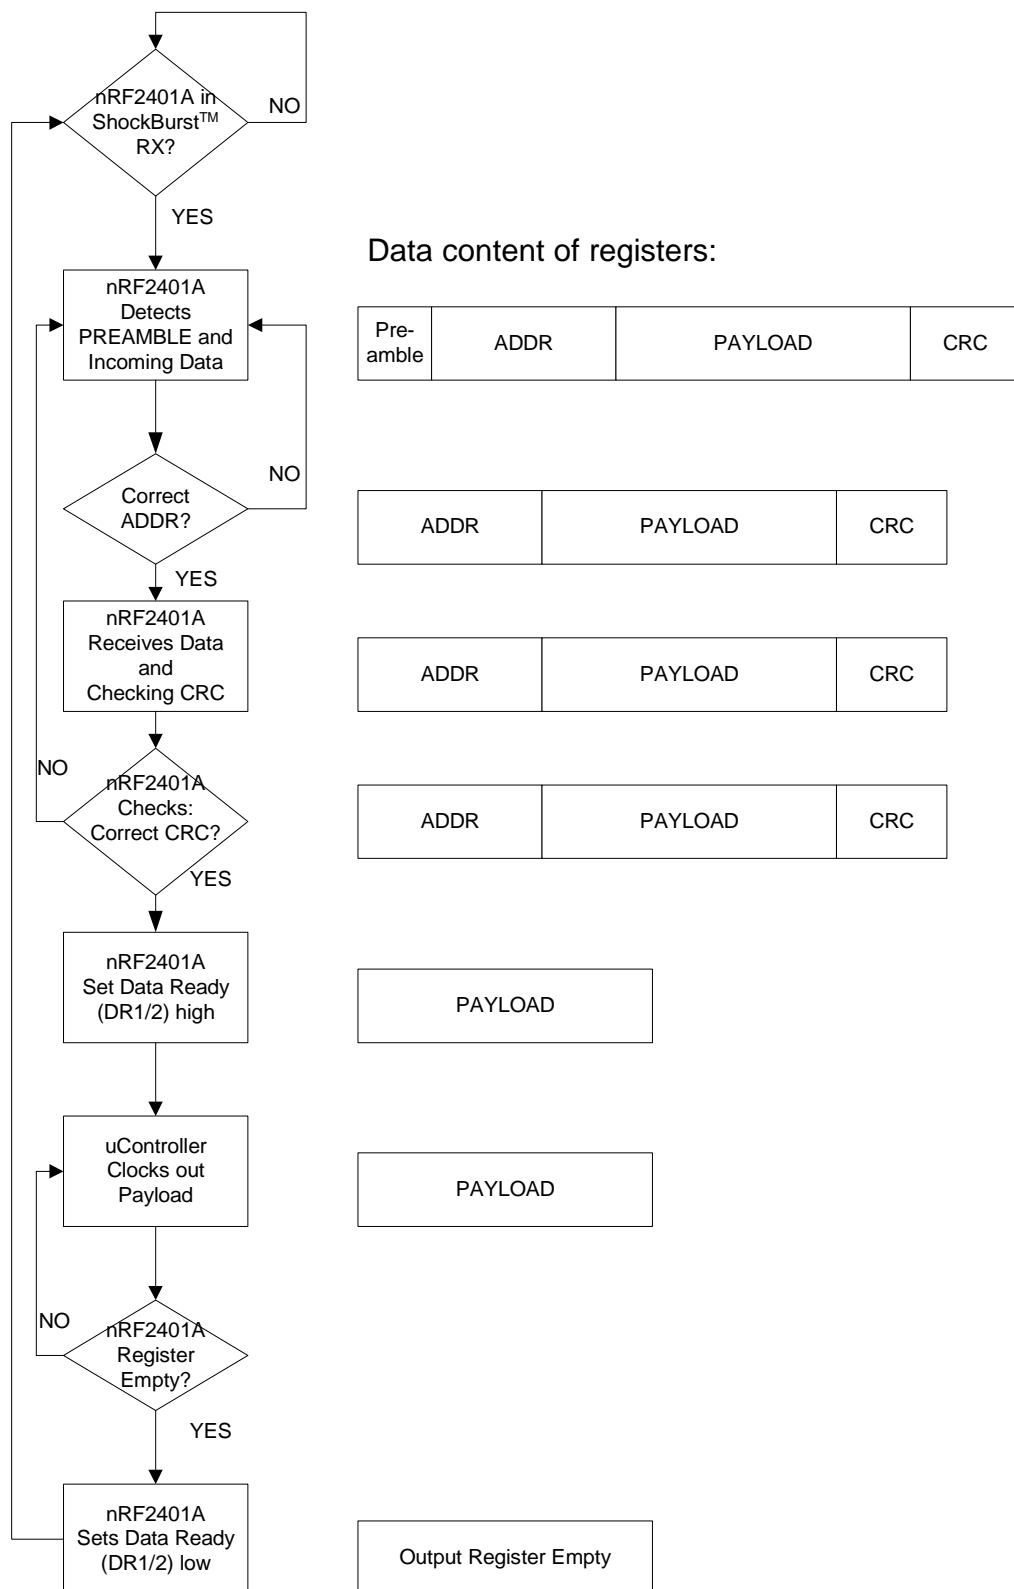 nRF2401A in
ShockBurst™
RX?
NO
YES
Data content of registers:
nRF2401A
Detects
PREAMBLE and
Incoming Data
Pre-
amble
ADDR
PAYLOAD
CRC
NO
Correct
ADDR?
ADDR
PAYLOAD
CRC
YES
nRF2401A
Receives Data
and
Checking CRC
ADDR
PAYLOAD
CRC
NO
nRF2401A
Checks:
Correct CRC?
ADDR
PAYLOAD
CRC
YES
nRF2401A
Set Data Ready
(DR1/2) high
PAYLOAD
uController
Clocks out
Payload
PAYLOAD
NO
nRF2401A
Register
Empty?
YES
nRF2401A
Sets Data Ready
(DR1/2) low
Output Register Empty